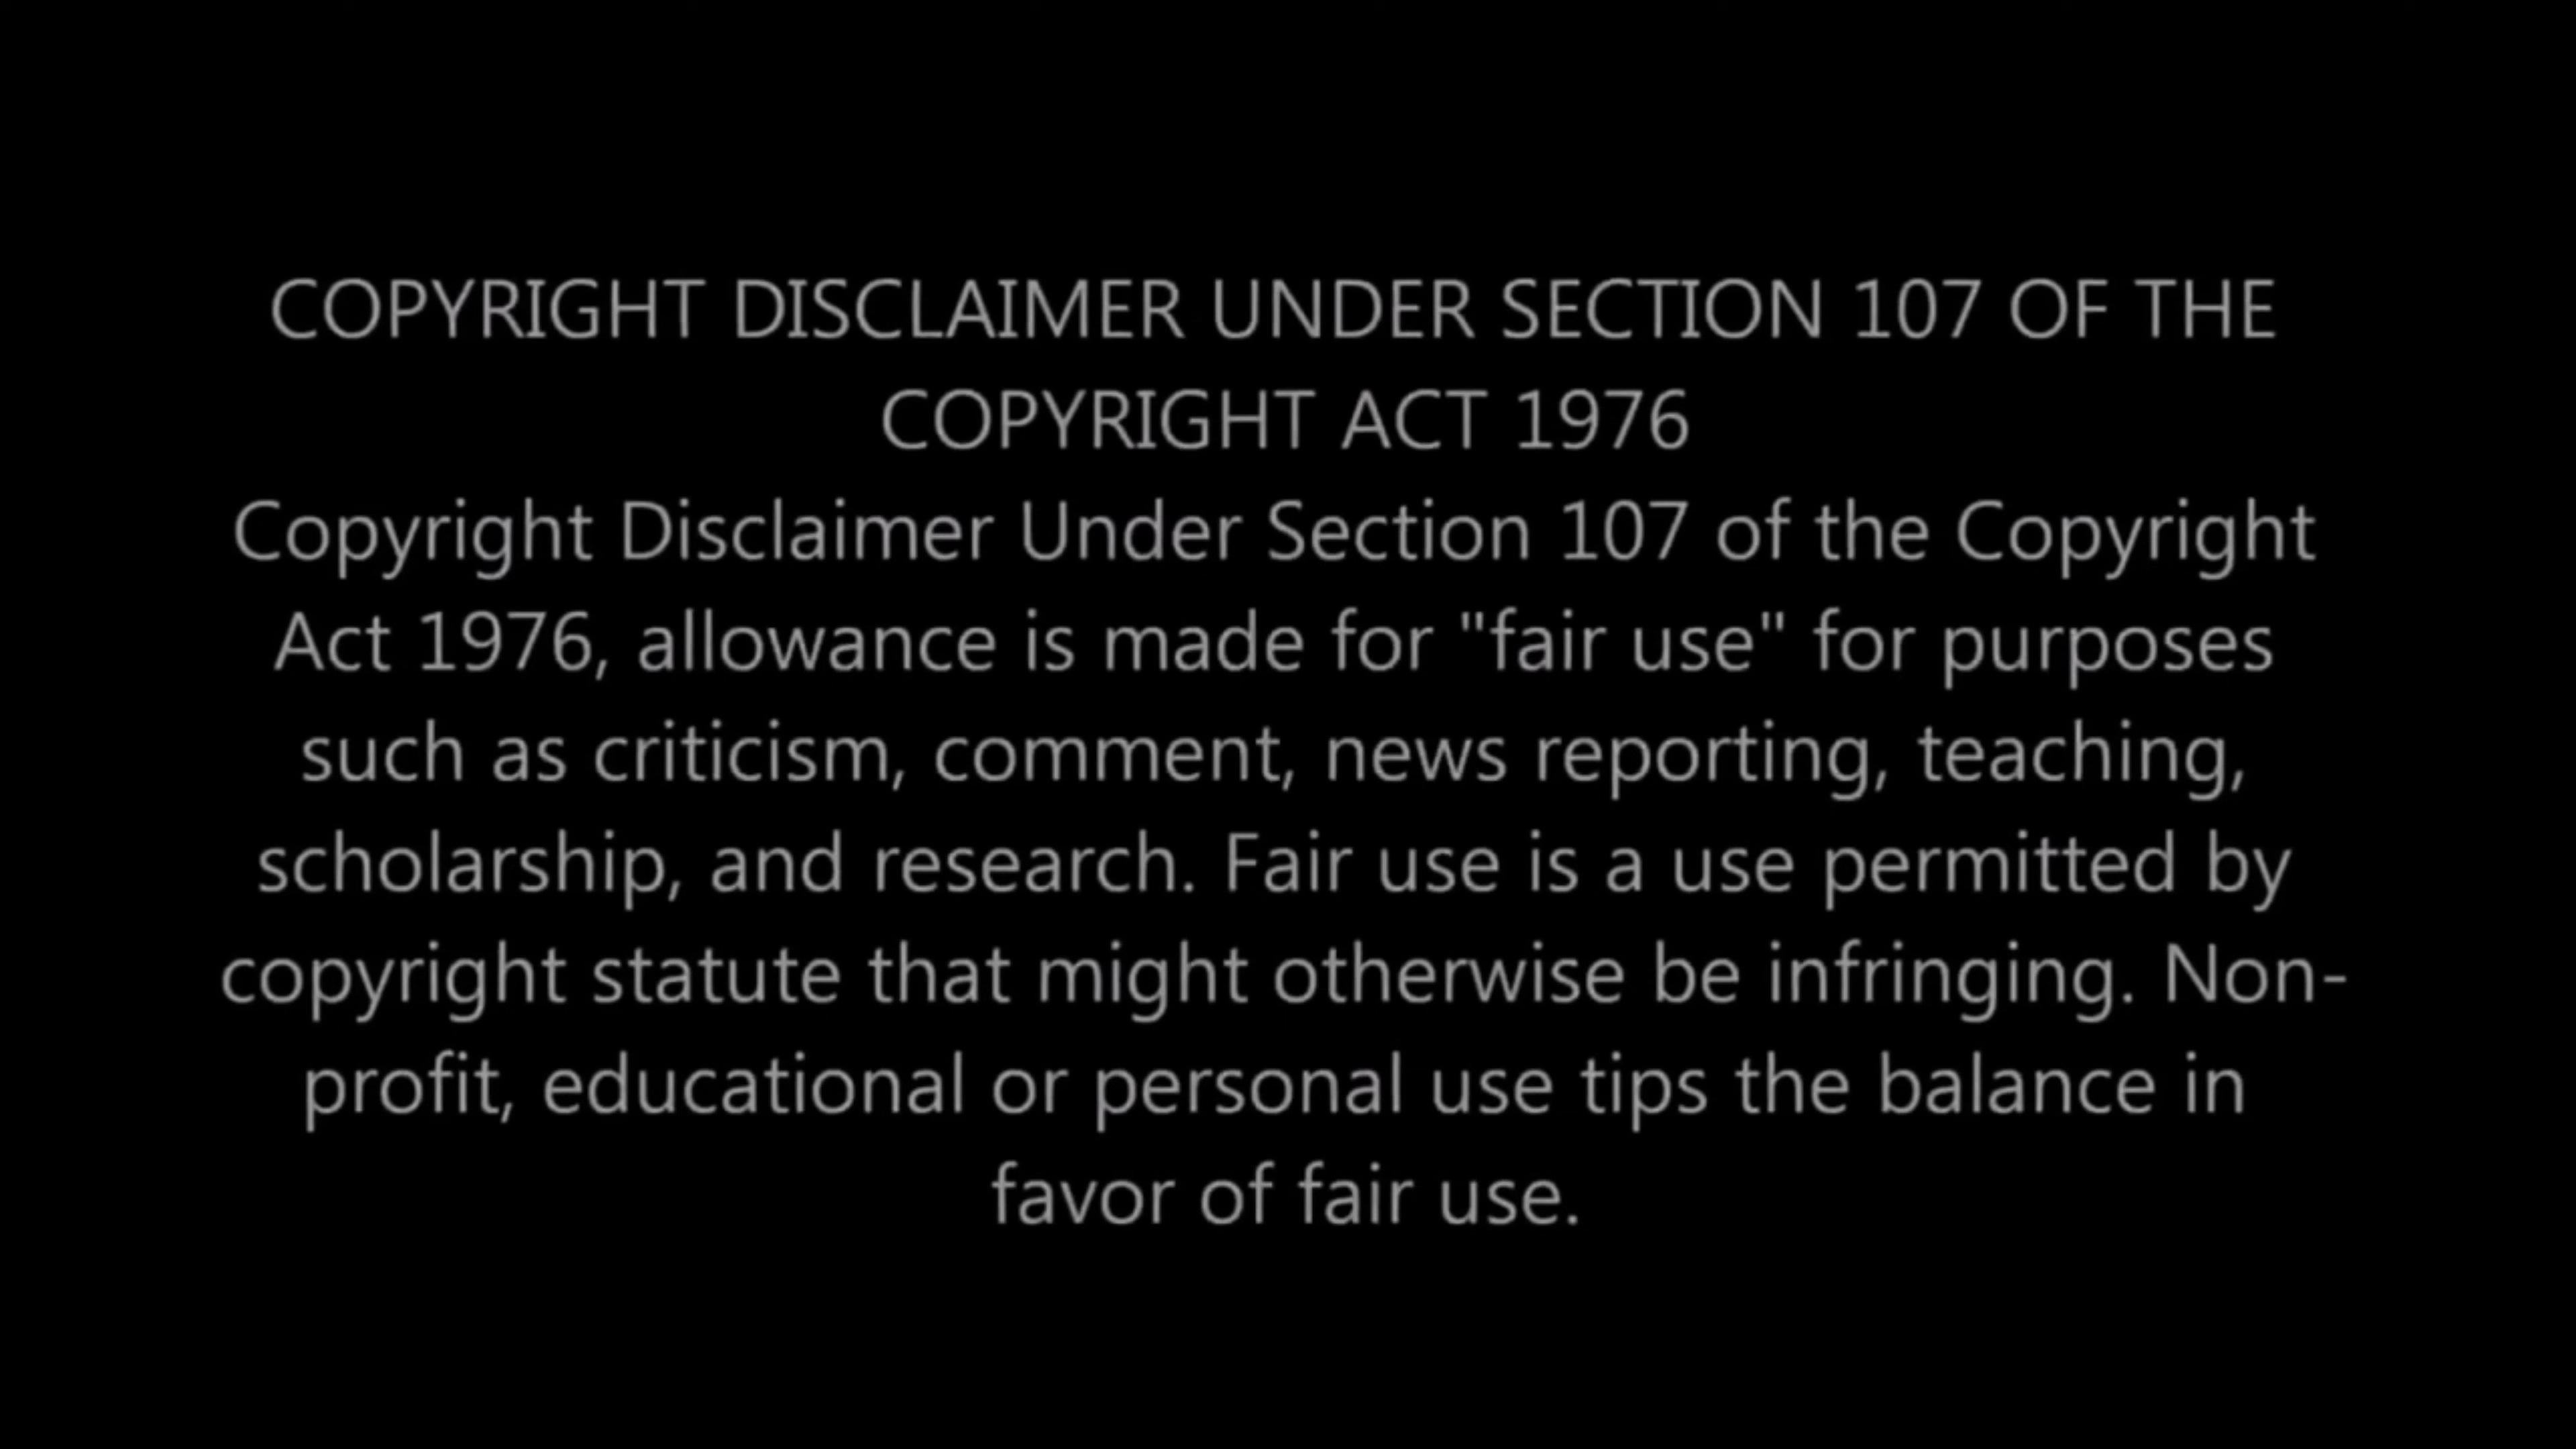 COPYRIGHT DISCLAIMER UNDER SECTION 107 OF THE
COPYRIGHT ACT 1976
Copyright Disclaimer Under Section 107 of the Copyright
Act 1976, allowance is made for "fair use" for purposes
such as criticism, comment, news reporting, teaching,
scholarship, and research. Fair use is a use permitted by
copyright statute that might otherwise be infringing. Non-
profit, educational or personal use tips the balance in
favor of fair use.